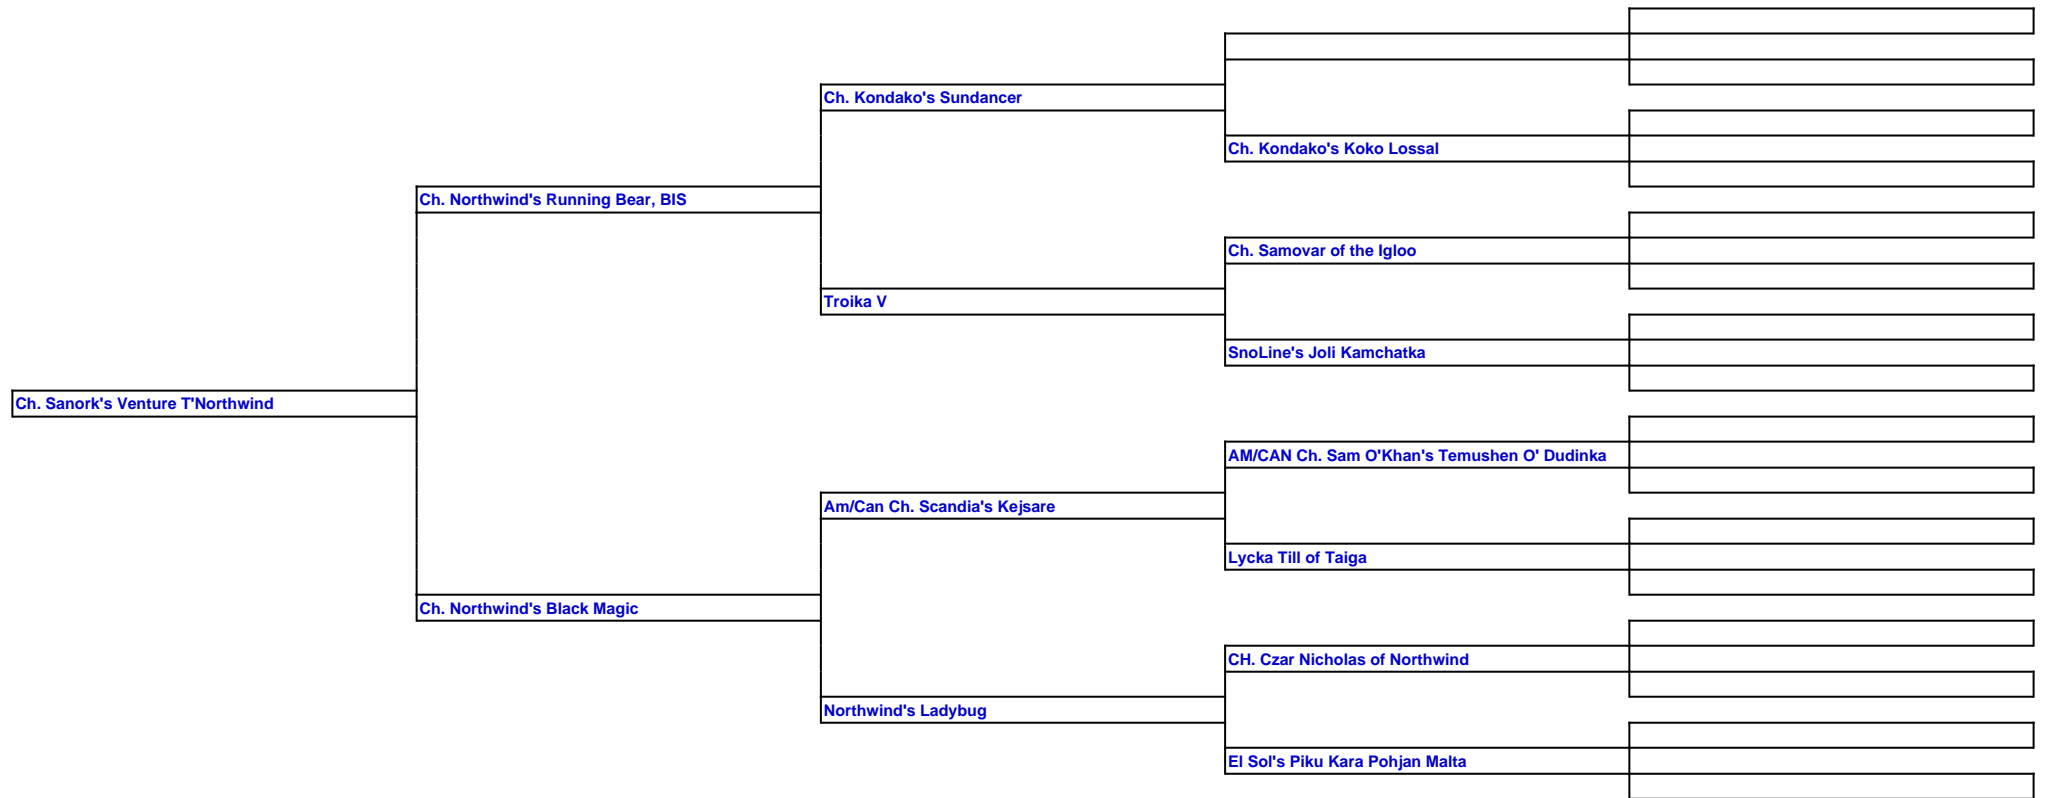 Ch. Kondako's Sundancer
Ch. Kondako's Koko Lossal
Ch. Northwind's Running Bear, BIS
Ch. Samovar of the Igloo
Troika V
SnoLine's Joli Kamchatka
Ch. Sanork's Venture T'Northwind
AM/CAN Ch. Sam O'Khan's Temushen O' Dudinka
Am/Can Ch. Scandia's Kejsare
Lycka Till of Taiga
Ch. Northwind's Black Magic
CH. Czar Nicholas of Northwind
Northwind's Ladybug
El Sol's Piku Kara Pohjan Malta